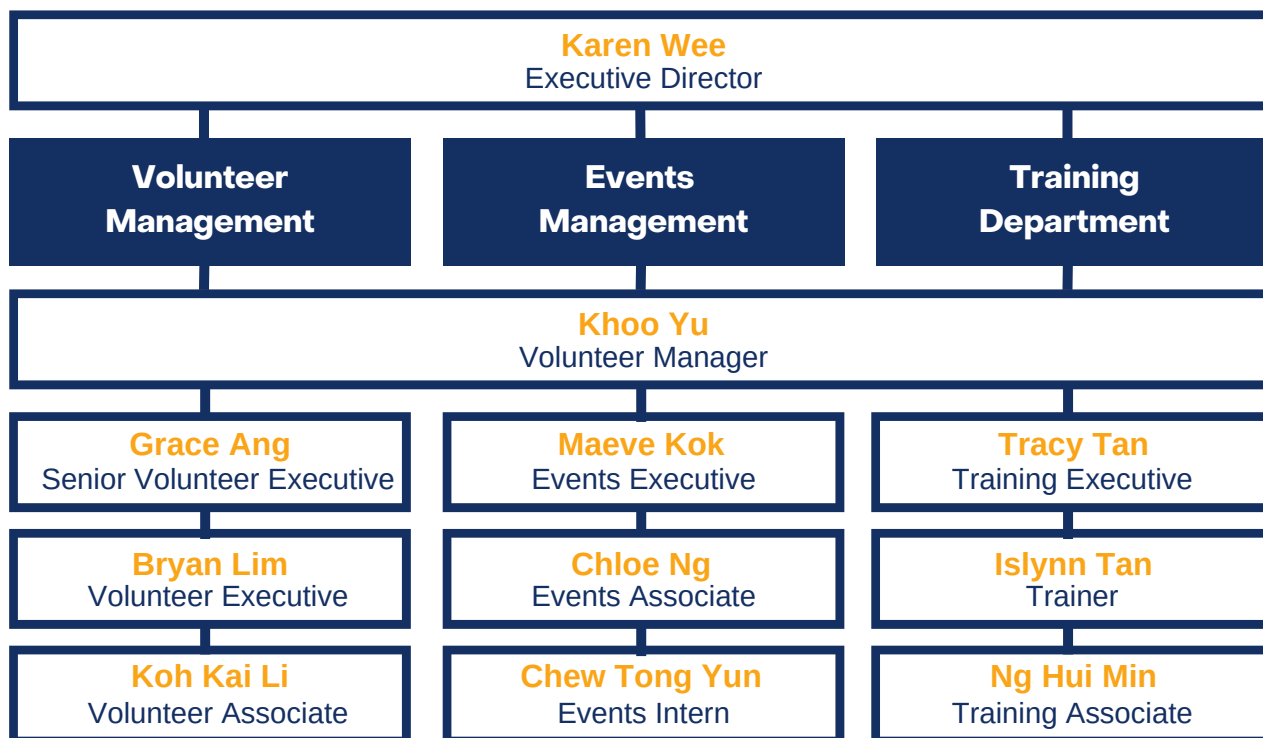 Karen Wee
Executive Director
Volunteer
Management
Events
Management
Training
Department
Khoo Yu
Volunteer Manager
Grace Ang
Senior Volunteer Executive
Maeve Kok
Events Executive
Tracy Tan
Training Executive
Bryan Lim
Volunteer Executive
Chloe Ng
Events Associate
Islynn Tan
Trainer
Koh Kai Li
Volunteer Associate
Chew Tong Yun
Events Intern
Ng Hui Min
Training Associate